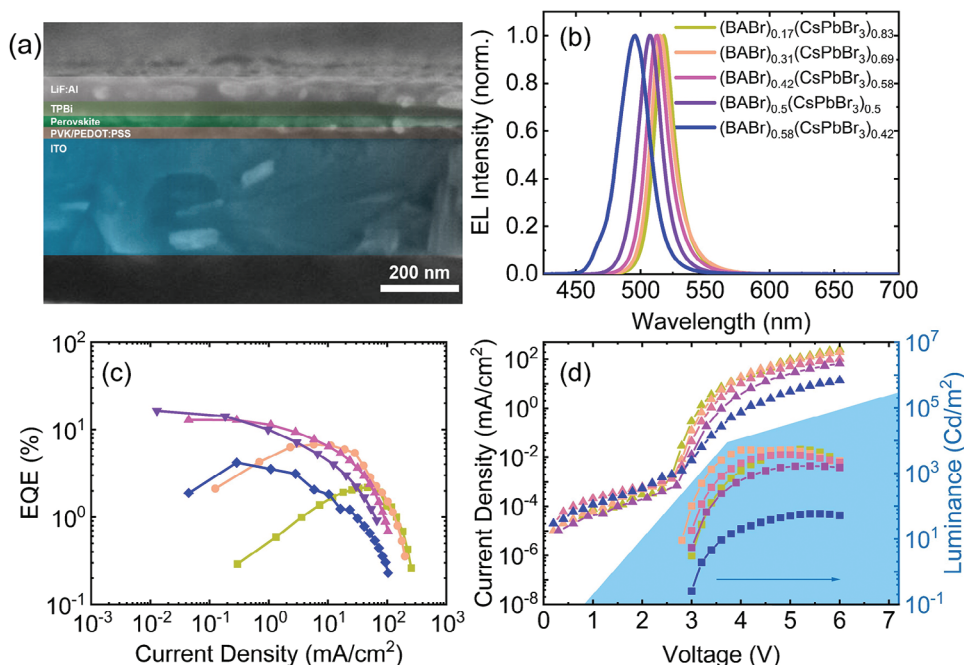 (a)
LiF:Al
TPBi
Perovskite
PVK/PEDOT:PSS
ITO
200 nm
(b)
EL Intensity (norm.)
1.0
0.8
0.6
0.4
0.2
0.0
(BABr)0.17(CsPbBr3)0.83
(BABr)0.31(CsPbBr3)0.69
(BABr)0.42(CsPbBr3)0.58
(BABr)0.5(CsPbBr3)0.5
(BABr)0.58(CsPbBr3)0.42
450 500 550 600 650 700
Wavelength (nm)
(c)
EQE (%)
10^2
10^1
10^0
10^-1
10^-3 10^-2 10^-1 10^0 10^1 10^2 10^3
Current Density (mA/cm^2)
(d)
Current Density (mA/cm^2)
10^2
10^0
10^-2
10^-4
10^-6
10^-8
0 1 2 3 4 5 6 7
Voltage (V)
10^7
10^5
10^3
10^1
10^-1
Luminance (Cd/m^2)